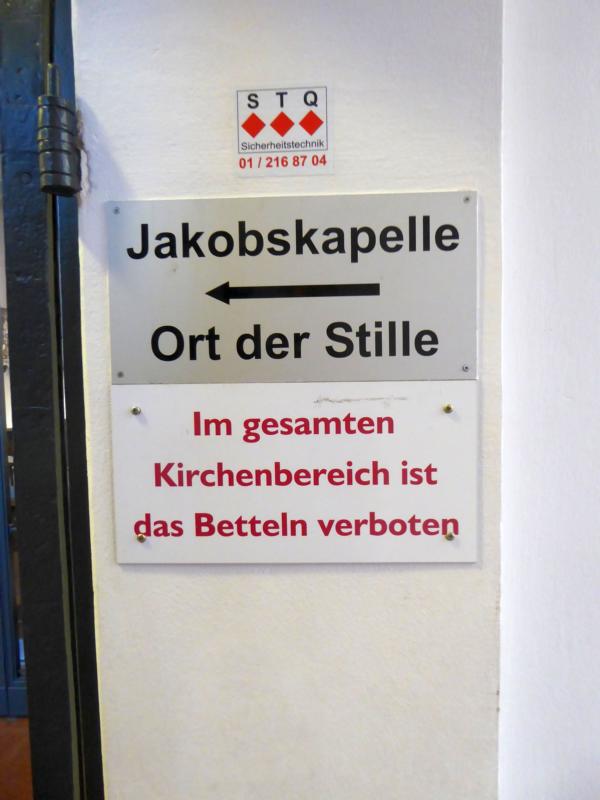 S T Q
Sicherheitstechnik
01 / 216 87 04
Jakobskapelle
Ort der Stille
Im gesamten
Kirchenbereich ist
das Betteln verboten